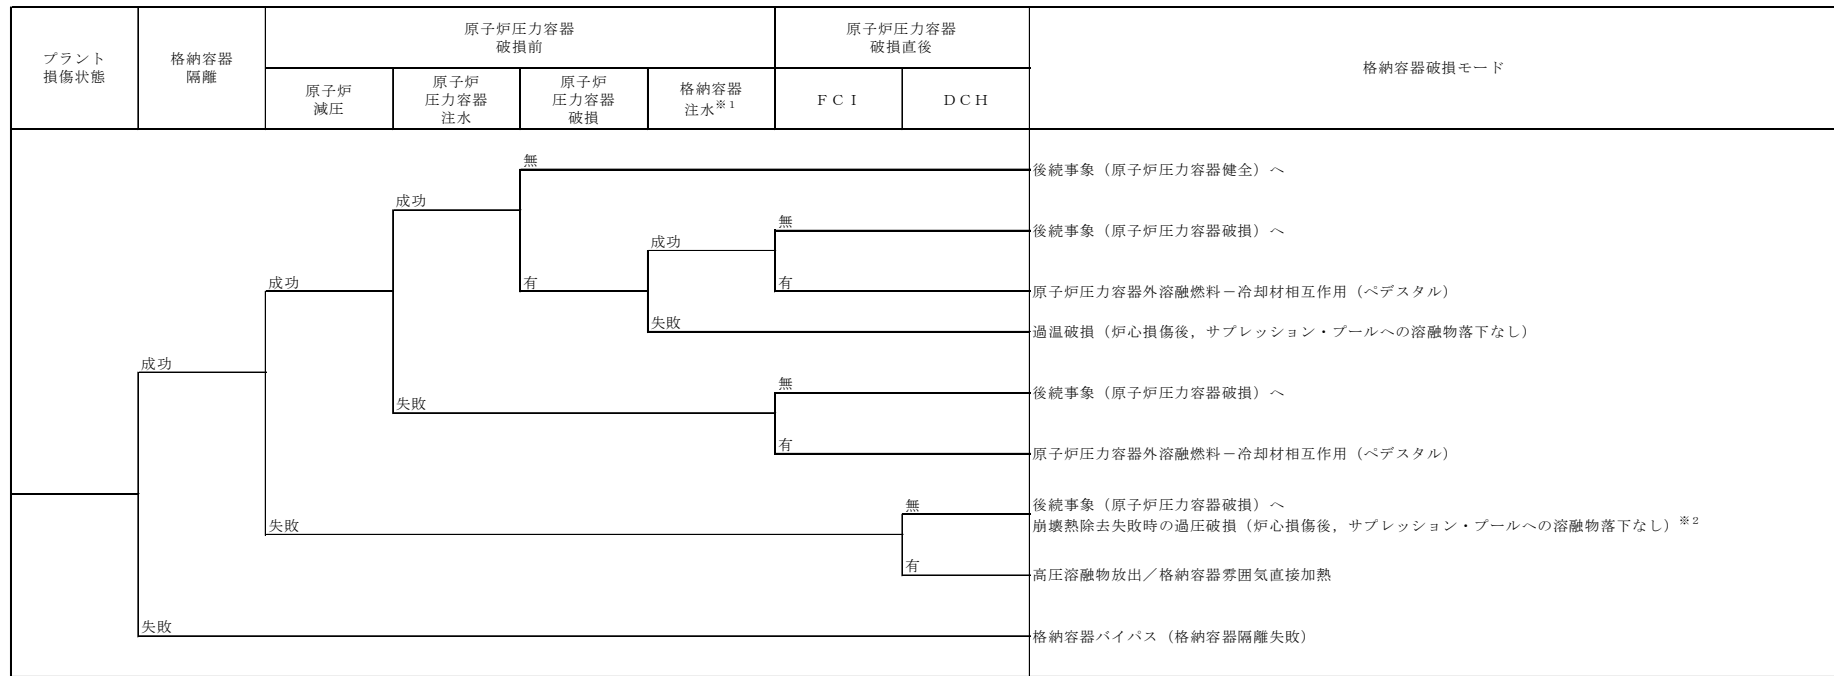 プラント
損傷状態
格納容器
隔離
原子炉圧力容器
破損前
原子炉
減圧
原子炉
圧力容器
注水
原子炉
圧力容器
破損
格納容器
注水※1
原子炉圧力容器
破損直後
FCI
DCH
格納容器破損モード
無
後続事象（原子炉圧力容器健全）へ
成功
無
後続事象（原子炉圧力容器破損）へ
成功
成功
有
有
原子炉圧力容器外溶融燃料－冷却材相互作用（ペデスタル）
失敗
過温破損（炉心損傷後，サプレッション・プールへの溶融物落下なし）
成功
無
後続事象（原子炉圧力容器破損）へ
失敗
有
原子炉圧力容器外溶融燃料－冷却材相互作用（ペデスタル）
無
後続事象（原子炉圧力容器破損）へ
失敗
崩壊熱除去失敗時の過圧破損（炉心損傷後，サプレッション・プールへの溶融物落下なし）※2
有
高圧溶融物放出／格納容器雰囲気直接加熱
失敗
格納容器バイパス（格納容器隔離失敗）